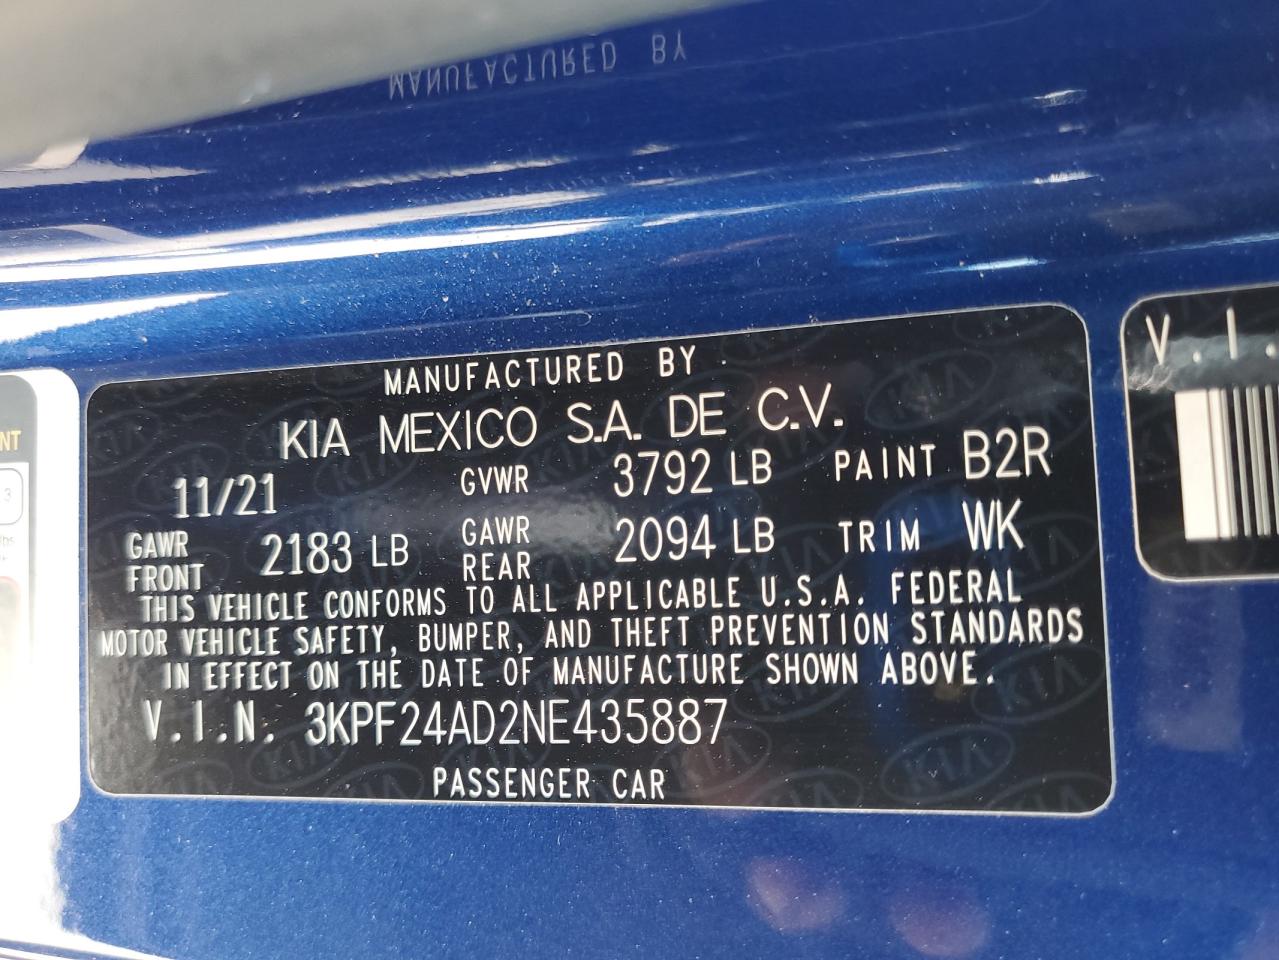 MANUFACTURED BY
MANUFACTURED BY
KIA MEXICO S.A. DE C.V.
11/21 GVWR 3792 LB PAINT B2R
GAWR FRONT 2183 LB GAWR REAR 2094 LB TRIM WK
THIS VEHICLE CONFORMS TO ALL APPLICABLE U.S.A. FEDERAL
MOTOR VEHICLE SAFETY, BUMPER, AND THEFT PREVENTION STANDARDS
IN EFFECT ON THE DATE OF MANUFACTURE SHOWN ABOVE.
V.I.N. 3KPF24AD2NE435887
PASSENGER CAR
V.I.
NT
3